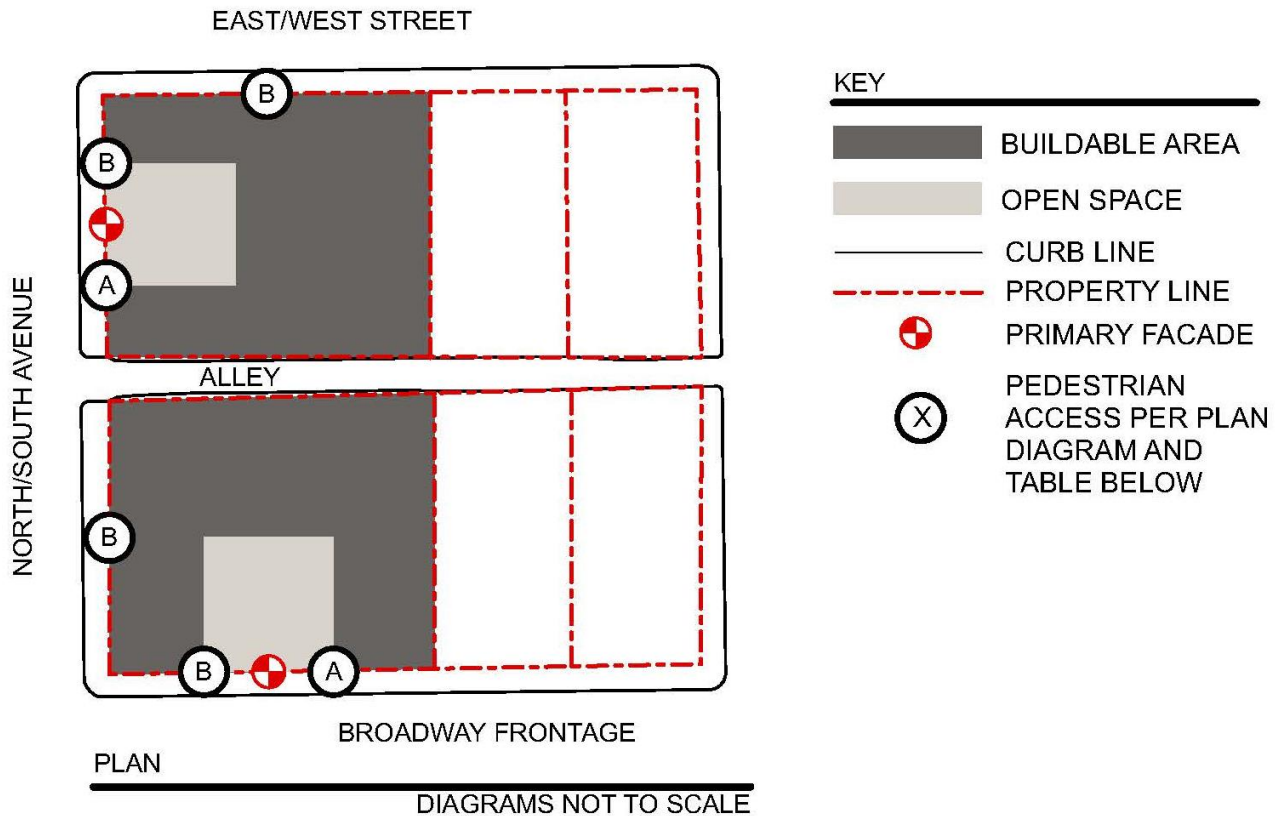 EAST/WEST STREET
B
B
A
NORTH/SOUTH AVENUE
ALLEY
B
B
A
BROADWAY FRONTAGE
PLAN
DIAGRAMS NOT TO SCALE
KEY
BUILDABLE AREA
OPEN SPACE
CURB LINE
PROPERTY LINE
PRIMARY FACADE
X
PEDESTRIAN
ACCESS PER PLAN
DIAGRAM AND
TABLE BELOW